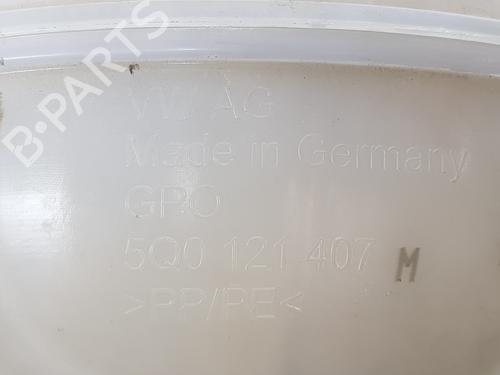 B-PARTS
VW AG
Made in Germany
GPO
5Q0 121 407 M
>PP/PE<